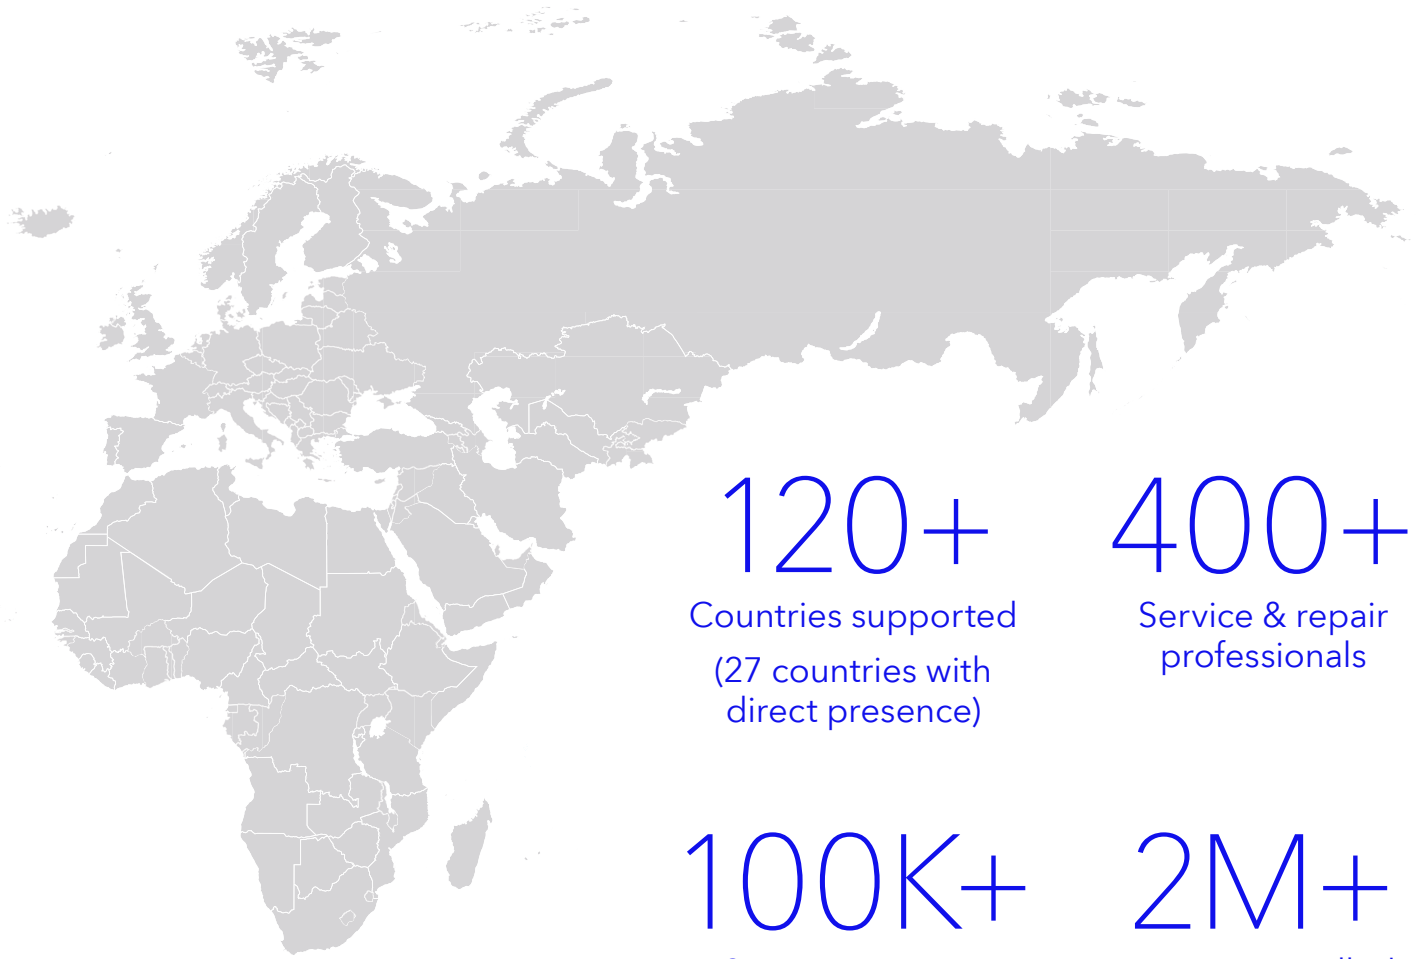 120+
400+
Countries supported
(27 countries with
direct presence)
Service & repair
professionals
100K+
2M+